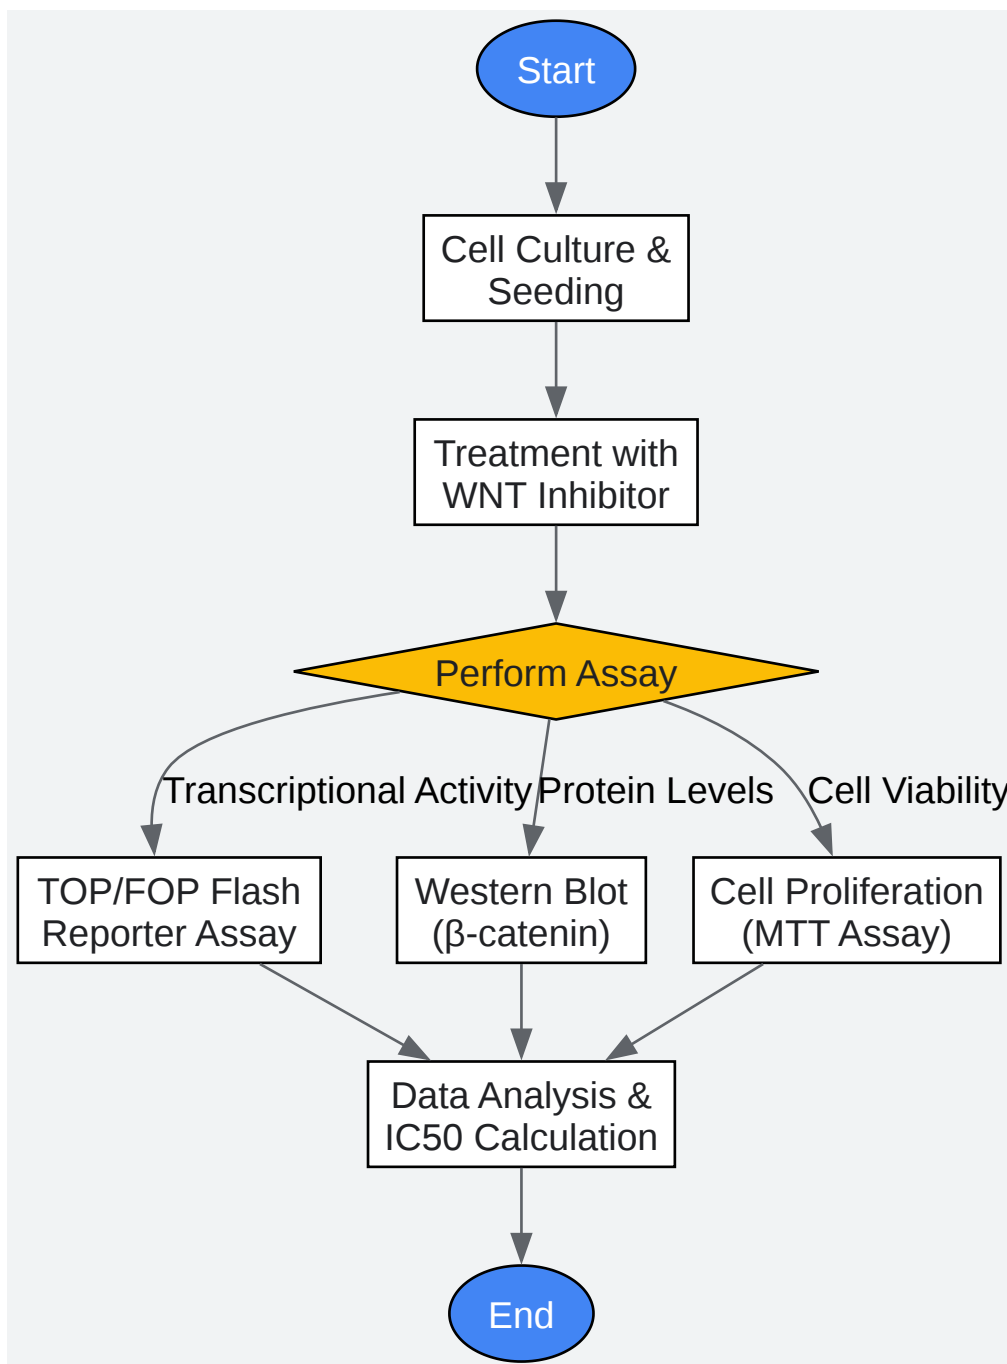 Start
Cell Culture &
Seeding
Treatment with
WNT Inhibitor
Perform Assay
Transcriptional Activity
Protein Levels
Cell Viability
TOP/FOP Flash
Reporter Assay
Western Blot
(β-catenin)
Cell Proliferation
(MTT Assay)
Data Analysis &
IC50 Calculation
End